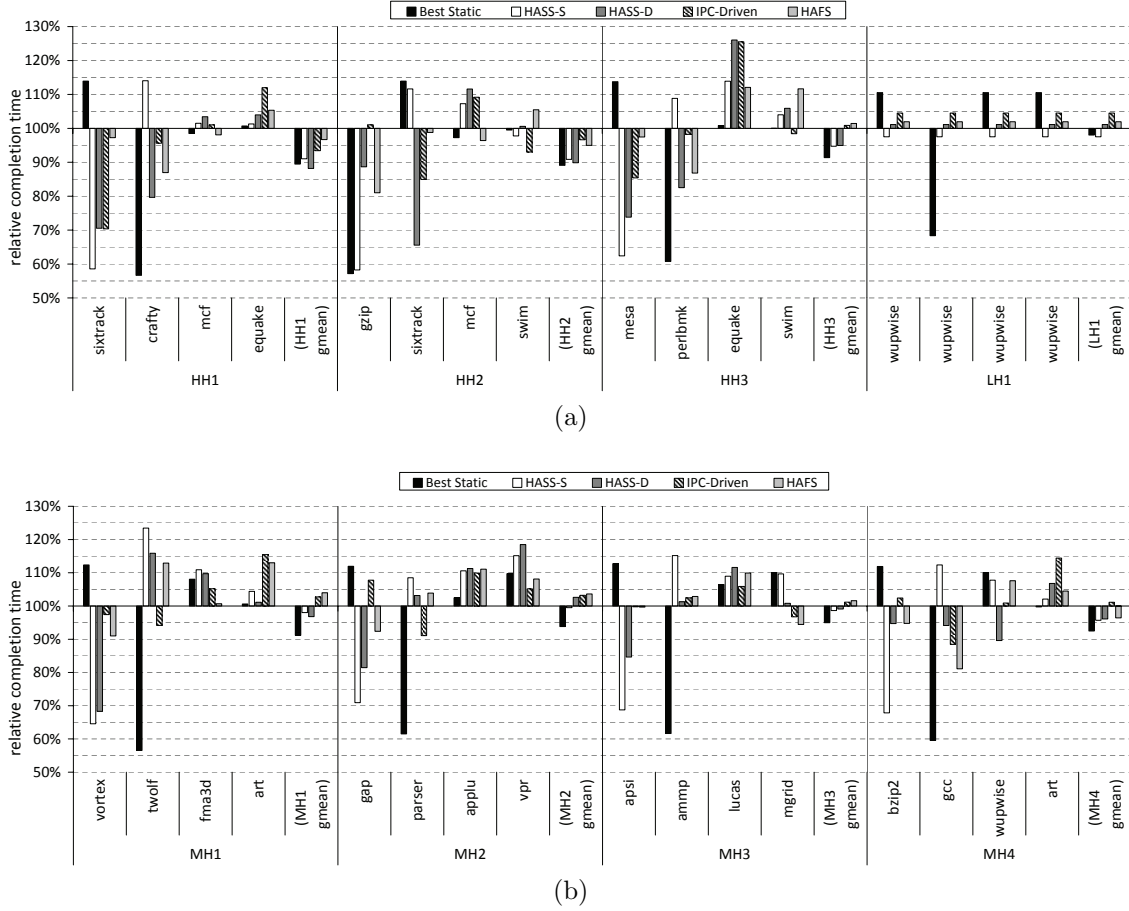 Best Static HASS-S HASS-D IPC-Driven HAFS
relative completion time
130%
120%
110%
100%
90%
80%
70%
60%
50%
sixtrack
crafty
mcf
equake
(HH1
gmean)
gzip
sixtrack
mcf
swim
(HH2
gmean)
mesa
perlbmk
equake
swim
(HH3
gmean)
wupwise
wupwise
wupwise
wupwise
(LH1
gmean)
HH1 HH2 HH3 LH1
(a)
Best Static HASS-S HASS-D IPC-Driven HAFS
relative completion time
130%
120%
110%
100%
90%
80%
70%
60%
50%
vortex
twolf
fma3d
art
(MH1
gmean)
gap
parser
applu
vpr
(MH2
gmean)
apsi
ammp
lucas
mgrid
(MH3
gmean)
bzip2
gcc
wupwise
art
(MH4
gmean)
MH1 MH2 MH3 MH4
(b)